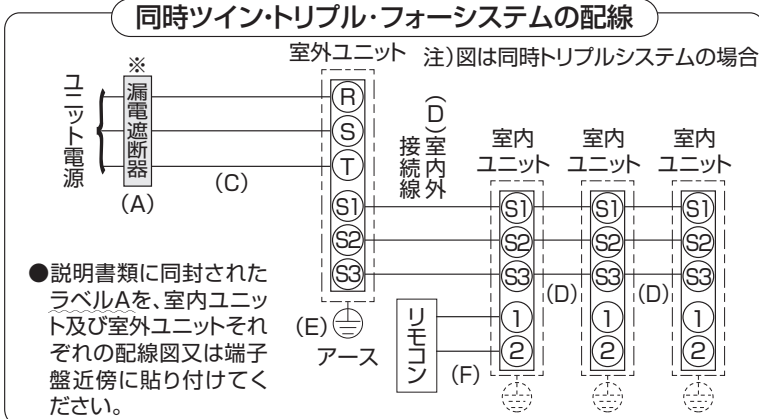 同時ツイン・トリプル・フォーシステムの配線
室外ユニット
注)図は同時トリプルシステムの場合
※
ユニット電源
漏電遮断器
(A)
(C)
R
S
T
S1
S2
S3
(E)
アース
(D)室内外
接続線
室内
ユニット
室内
ユニット
室内
ユニット
S1
S2
S3
1
2
(D)
S1
S2
S3
1
2
(D)
S1
S2
S3
1
2
リモコン
(F)
●説明書類に同封された
ラベルAを、室内ユニッ
ト及び室外ユニットそれ
ぞれの配線図又は端子
盤近傍に貼り付けてく
ださい。